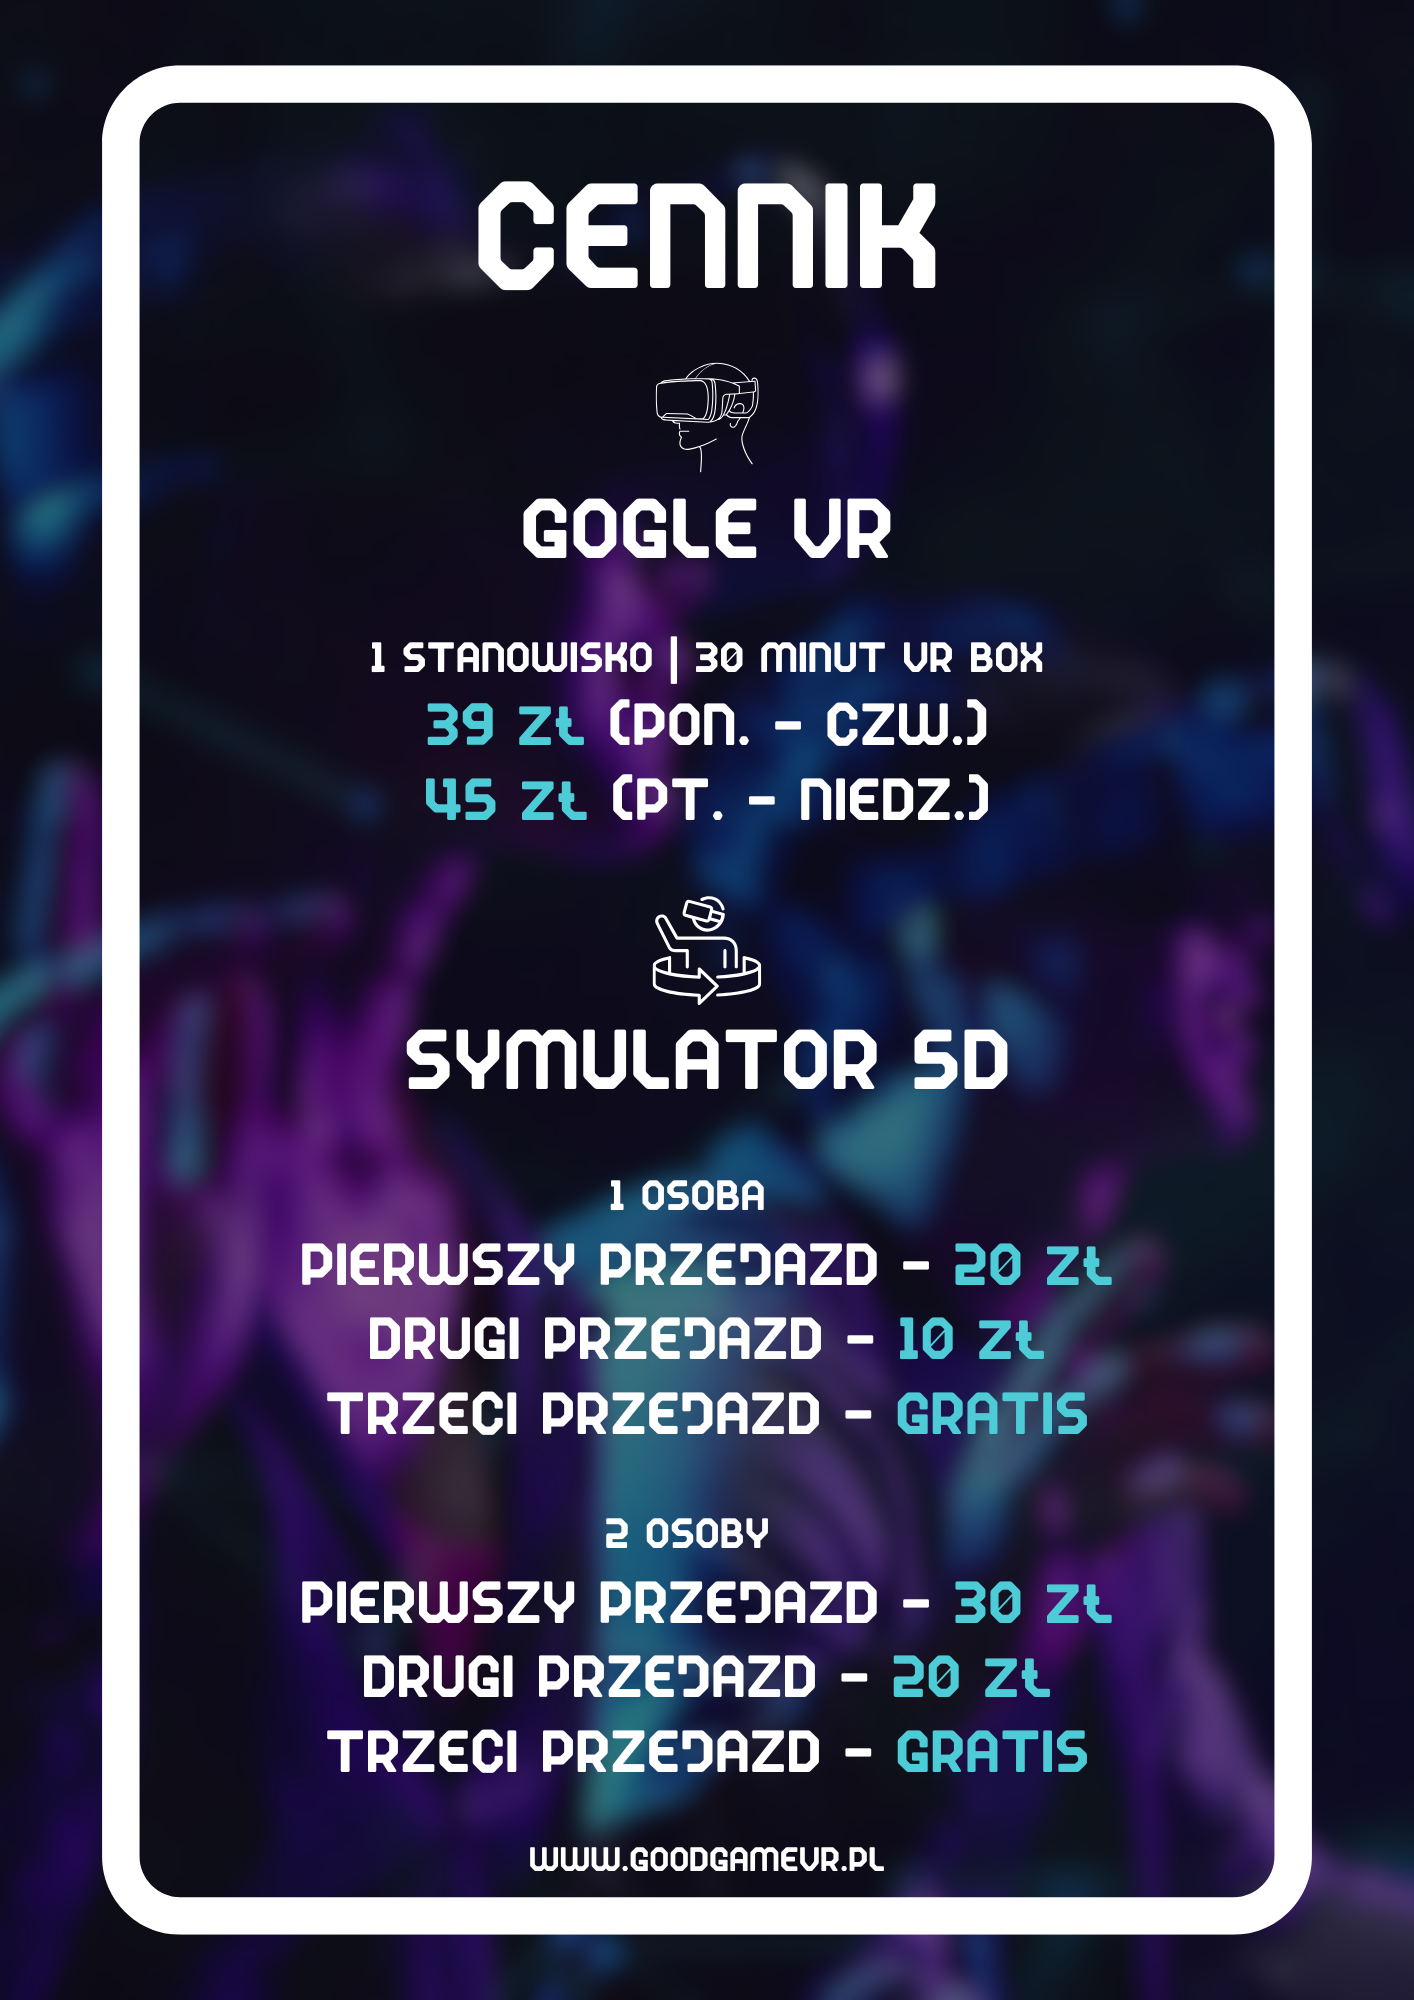 CENNIK
GOGLE VR
1 STANOWISKO | 30 MINUT VR BOX
39 ZŁ (PON. - CZW.)
45 ZŁ (PT. - NIEDZ.)
SYMULATOR 5D
1 OSOBA
PIERWSZY PRZEJAZD - 20 ZŁ
DRUGI PRZEJAZD - 10 ZŁ
TRZECI PRZEJAZD - GRATIS
2 OSOBY
PIERWSZY PRZEJAZD - 30 ZŁ
DRUGI PRZEJAZD - 20 ZŁ
TRZECI PRZEJAZD - GRATIS
WWW.GOODGAMEVR.PL